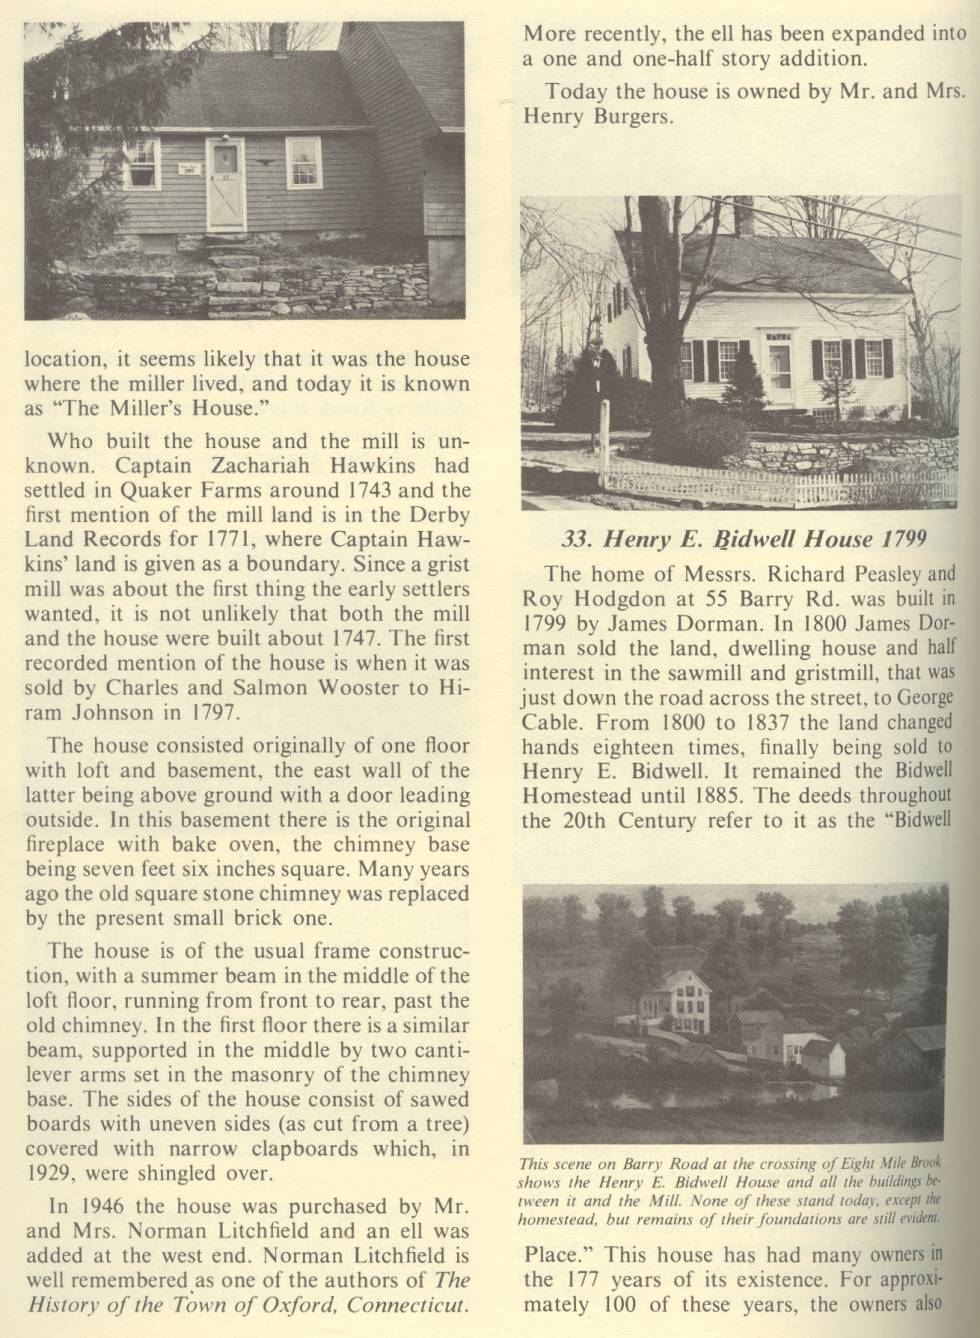 location, it seems likely that it was the house
where the miller lived, and today it is known
as “The Miller’s House.”
Who built the house and the mill is un-
known. Captain Zachariah Hawkins had
settled in Quaker Farms around 1743 and the
first mention of the mill land is in the Derby
Land Records for 1771, where Captain Haw-
kins’ land is given as a boundary. Since a grist
mill was about the first thing the early settlers
wanted, it is not unlikely that both the mill
and the house were built about 1747. The first
recorded mention of the house is when it was
sold by Charles and Salmon Wooster to Hi-
ram Johnson in 1797.
The house consisted originally of one floor
with loft and basement, the east wall of the
latter being above ground with a door leading
outside. In this basement there is the original
fireplace with bake oven, the chimney base
being seven feet six inches square. Many years
ago the old square stone chimney was replaced
by the present small brick one.
The house is of the usual frame construc-
tion, with a summer beam in the middle of the
loft floor, running from front to rear, past the
old chimney. In the first floor there is a similar
beam, supported in the middle by two canti-
lever arms set in the masonry of the chimney
base. The sides of the house consist of sawed
boards with uneven sides (as cut from a tree)
covered with narrow clapboards which, in
1929, were shingled over.
In 1946 the house was purchased by Mr.
and Mrs. Norman Litchfield and an ell was
added at the west end. Norman Litchfield is
well remembered as one of the authors of The
History of the Town of Oxford, Connecticut.
More recently, the ell has been expanded into
a one and one-half story addition.
Today the house is owned by Mr. and Mrs.
Henry Burgers.
33. Henry E. Bidwell House 1799
The home of Messrs. Richard Peasley and
Roy Hodgdon at 55 Barry Rd. was built in
1799 by James Dorman. In 1800 James Dor-
man sold the land, dwelling house and half
interest in the sawmill and gristmill, that was
just down the road across the street, to George
Cable. From 1800 to 1837 the land changed
hands eighteen times, finally being sold to
Henry E. Bidwell. It remained the Bidwell
Homestead until 1885. The deeds throughout
the 20th Century refer to it as the “Bidwell
This scene on Barry Road at the crossing of Eight Mile Brook
shows the Henry E. Bidwell House and all the buildings be-
tween it and the Mill. None of these stand today, except the
homestead, but remains of their foundations are still evident.
Place.” This house has had many owners in
the 177 years of its existence. For approxi-
mately 100 of these years, the owners also